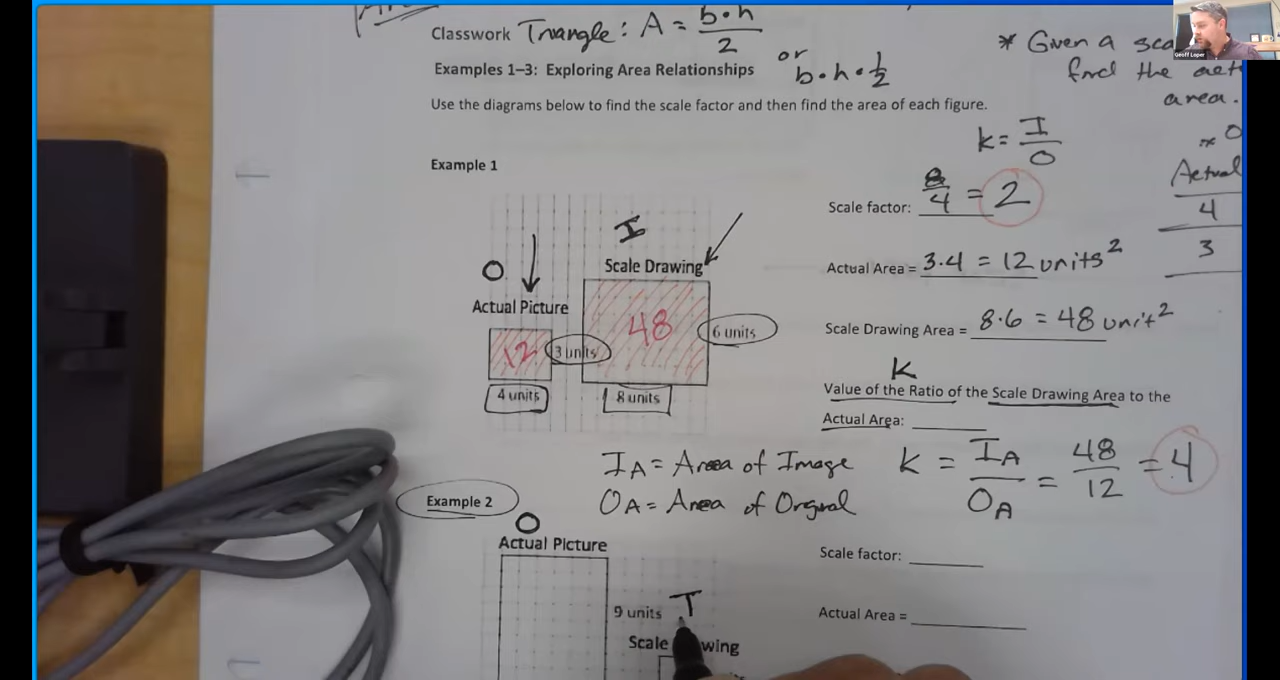 Classwork Triangle: A = b·h / 2
or
b·h·1/2
Examples 1–3: Exploring Area Relationships
Use the diagrams below to find the scale factor and then find the area of each figure.
* Given a sca
find the act
area.
k = I / O
Example 1
Scale factor: 8/4 = 2
* O
Actual
4
3
Actual Area = 3·4 = 12 units²
Scale Drawing Area = 8·6 = 48 unit²
I
Scale Drawing
O
Actual Picture
48
6 units
12
3 units
4 units
8 units
K
Value of the Ratio of the Scale Drawing Area to the
Actual Area:
I A = Area of Image
O A = Area of Orginal
k = I A / O A = 48 / 12 = 4
Example 2
O
Actual Picture
9 units
Scale wing
Scale factor:
Actual Area =
Geoff Loper